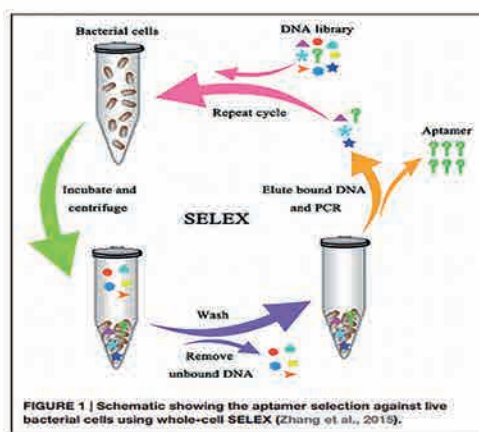 Bacterial cells
DNA library
Repeat cycle
Aptamer
Incubate and
centrifuge
Elute bound DNA
and PCR
SELEX
Wash
Remove
unbound DNA
FIGURE 1 | Schematic showing the aptamer selection against live
bacterial cells using whole-cell SELEX (Zhang et al., 2015).